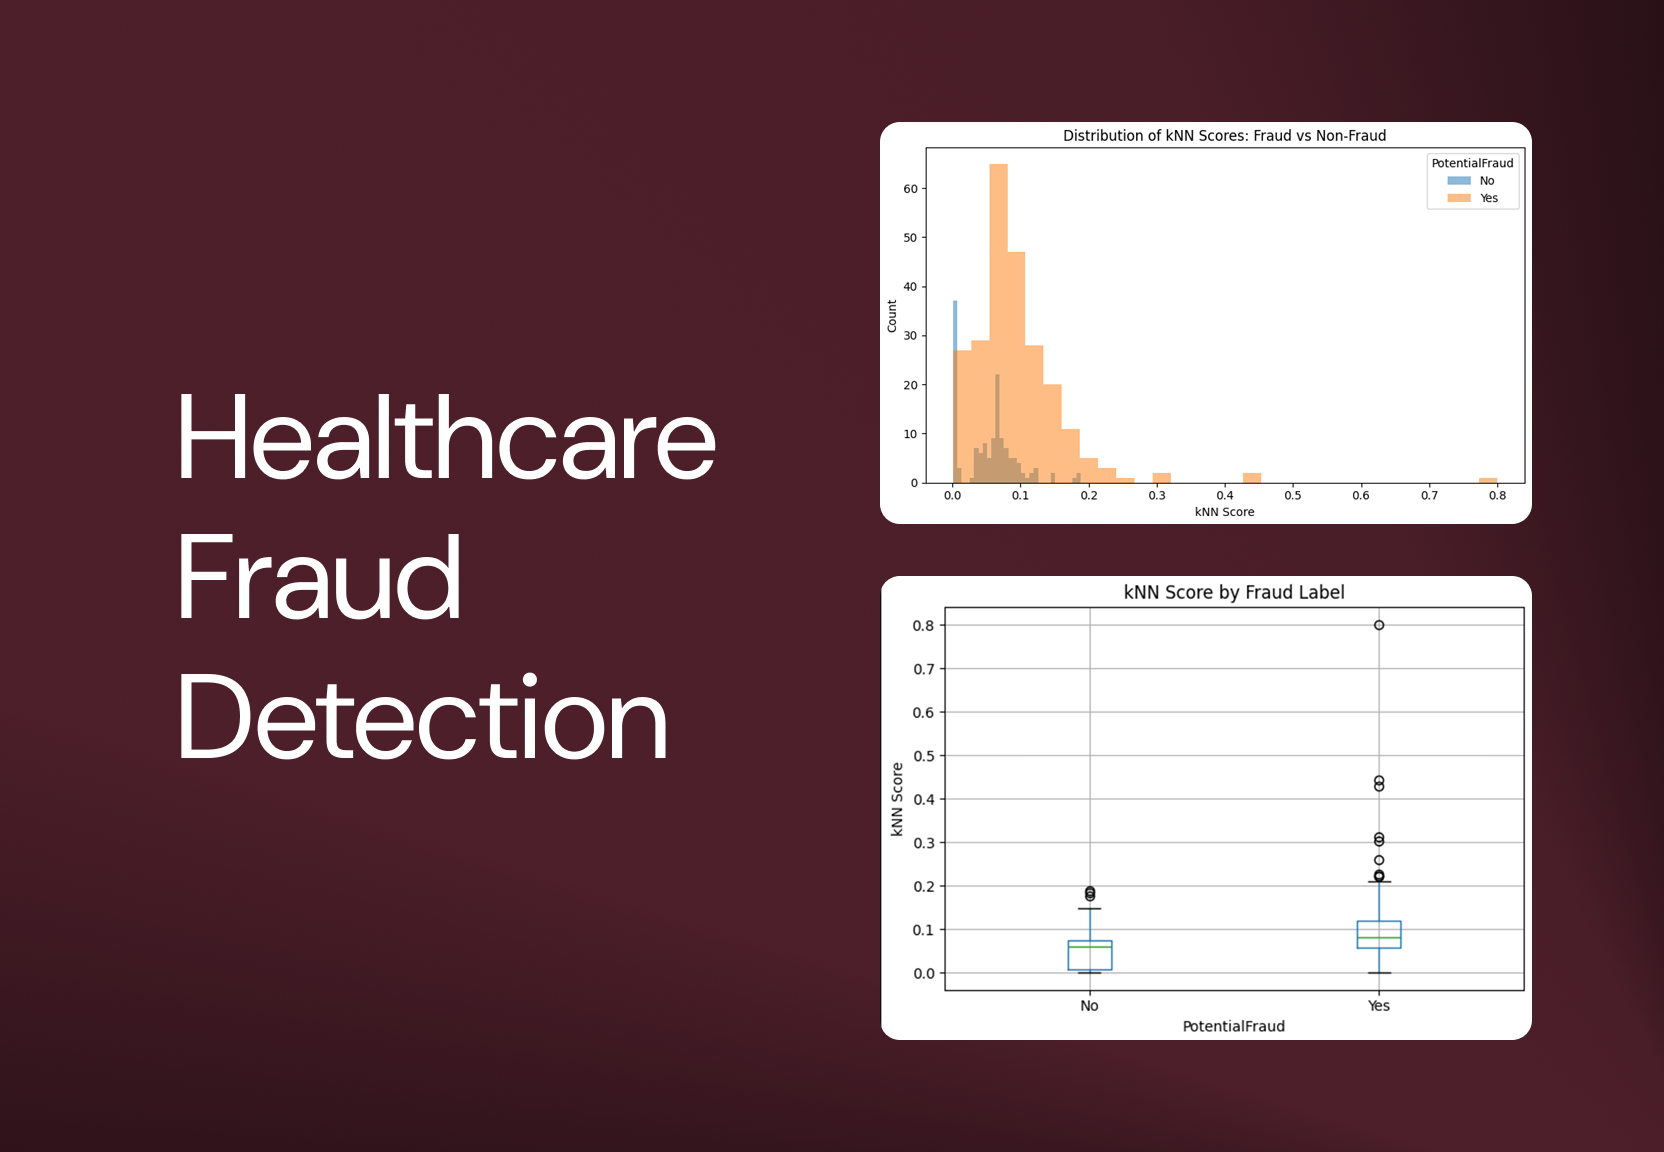 Healthcare
Fraud
Detection
Distribution of kNN Scores: Fraud vs Non-Fraud
PotentialFraud
No
Yes
60
50
40
30
20
10
0
Count
0.0 0.1 0.2 0.3 0.4 0.5 0.6 0.7 0.8
kNN Score
kNN Score by Fraud Label
0.8
0.7
0.6
0.5
0.4
0.3
0.2
0.1
0.0
kNN Score
No Yes
PotentialFraud